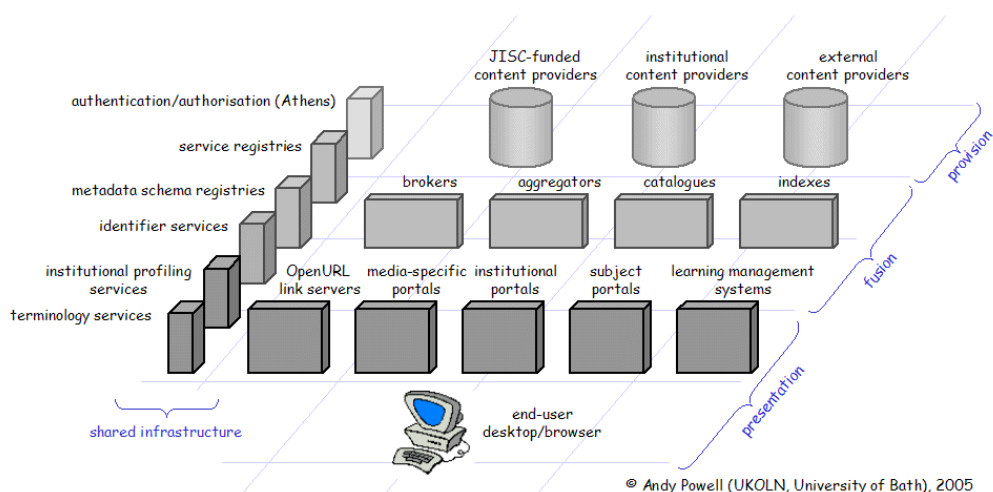 JISC-funded
content providers
institutional
content providers
external
content providers
authentication/authorisation (Athens)
service registries
metadata schema registries
identifier services
institutional profiling
services
terminology services
brokers
aggregators
catalogues
indexes
OpenURL
link servers
media-specific
portals
institutional
portals
subject
portals
learning management
systems
provision
fusion
presentation
shared infrastructure
end-user
desktop/browser
© Andy Powell (UKOLN, University of Bath), 2005